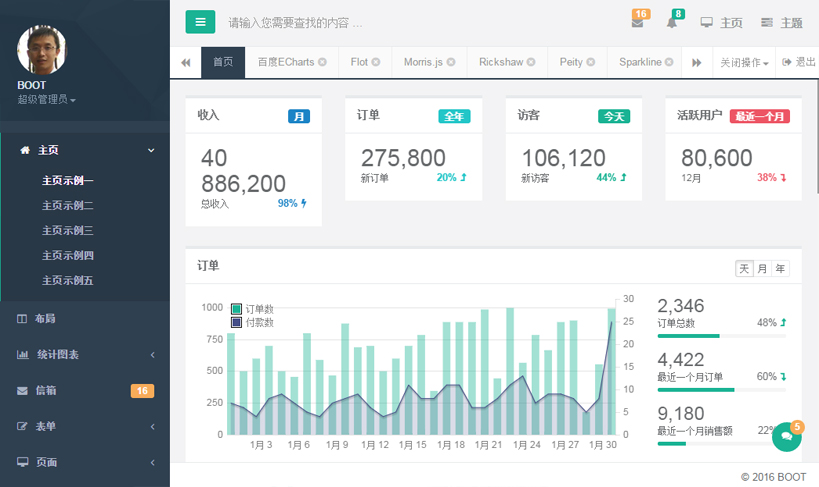 BOOT
超级管理员
主页
主页示例一
主页示例二
主页示例三
主页示例四
主页示例五
布局
统计图表
信箱 16
表单
页面
请输入您需要查找的内容 …
16 8 主页 主题
首页 百度ECharts Flot Morris.js Rickshaw Peity Sparkline 关闭操作 退出
收入 月
40
886,200
总收入 98%
订单 全年
275,800
新订单 20%
访客 今天
106,120
新访客 44%
活跃用户 最近一个月
80,600
12月 38%
订单 天 月 年
订单数
付款数
1000
750
500
250
0
30
25
20
15
10
5
0
1月 3 1月 6 1月 9 1月 12 1月 15 1月 18 1月 21 1月 24 1月 27 1月 30
2,346
订单总数 48%
4,422
最近一个月订单 60%
9,180
最近一个月销售额 22%
5
© 2016 BOOT